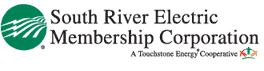 South River Electric
Membership Corporation
A Touchstone Energy® Cooperative